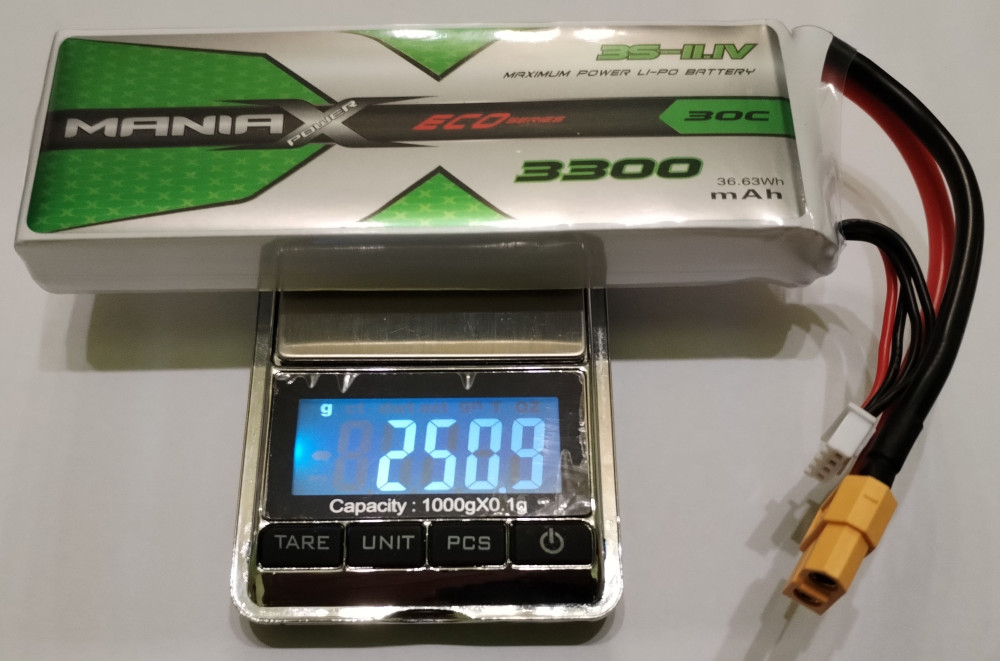 3S-11.1V
MAXIMUM POWER LI-PO BATTERY
MANIAX
POWER
ECO SERIES
30C
3300
36.63Wh
mAh
g
250.9
Capacity : 1000gX0.1g
TARE UNIT PCS